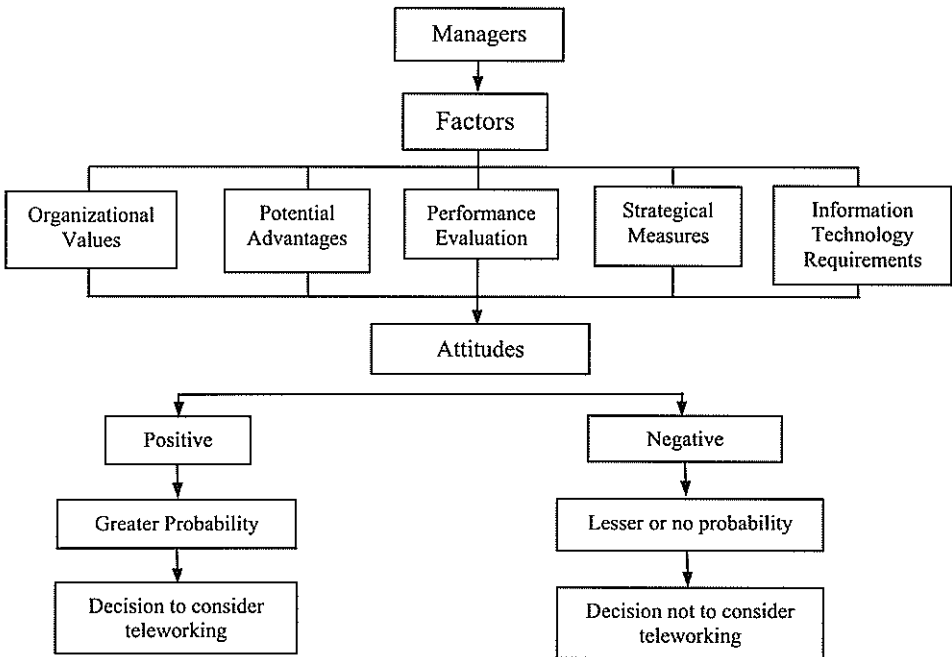 Managers
Factors
Organizational
Values
Potential
Advantages
Performance
Evaluation
Strategical
Measures
Information
Technology
Requirements
Attitudes
Positive
Negative
Greater Probability
Lesser or no probability
Decision to consider
teleworking
Decision not to consider
teleworking